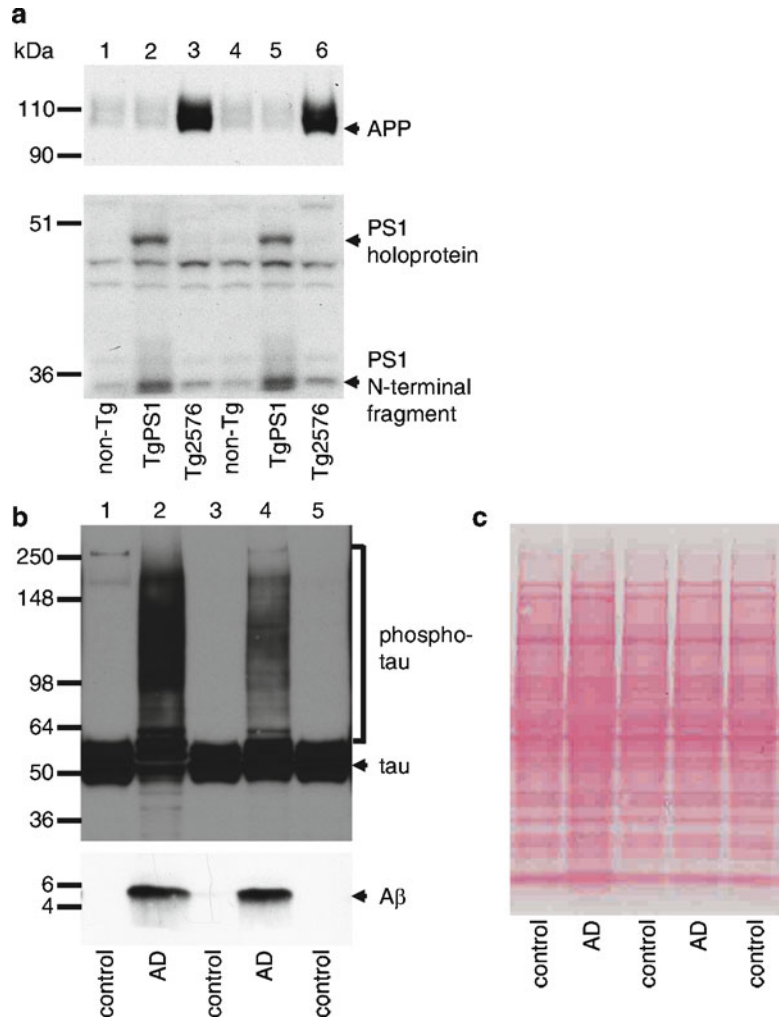 a
kDa 1 2 3 4 5 6
110
APP
90
51
PS1
holoprotein
36
PS1
N-terminal
fragment
non-Tg TgPS1 Tg2576 non-Tg TgPS1 Tg2576
b 1 2 3 4 5
250
148
98
64
50
36
phospho-
tau
tau
6
4
Aβ
control AD control AD control
c
control AD control AD control